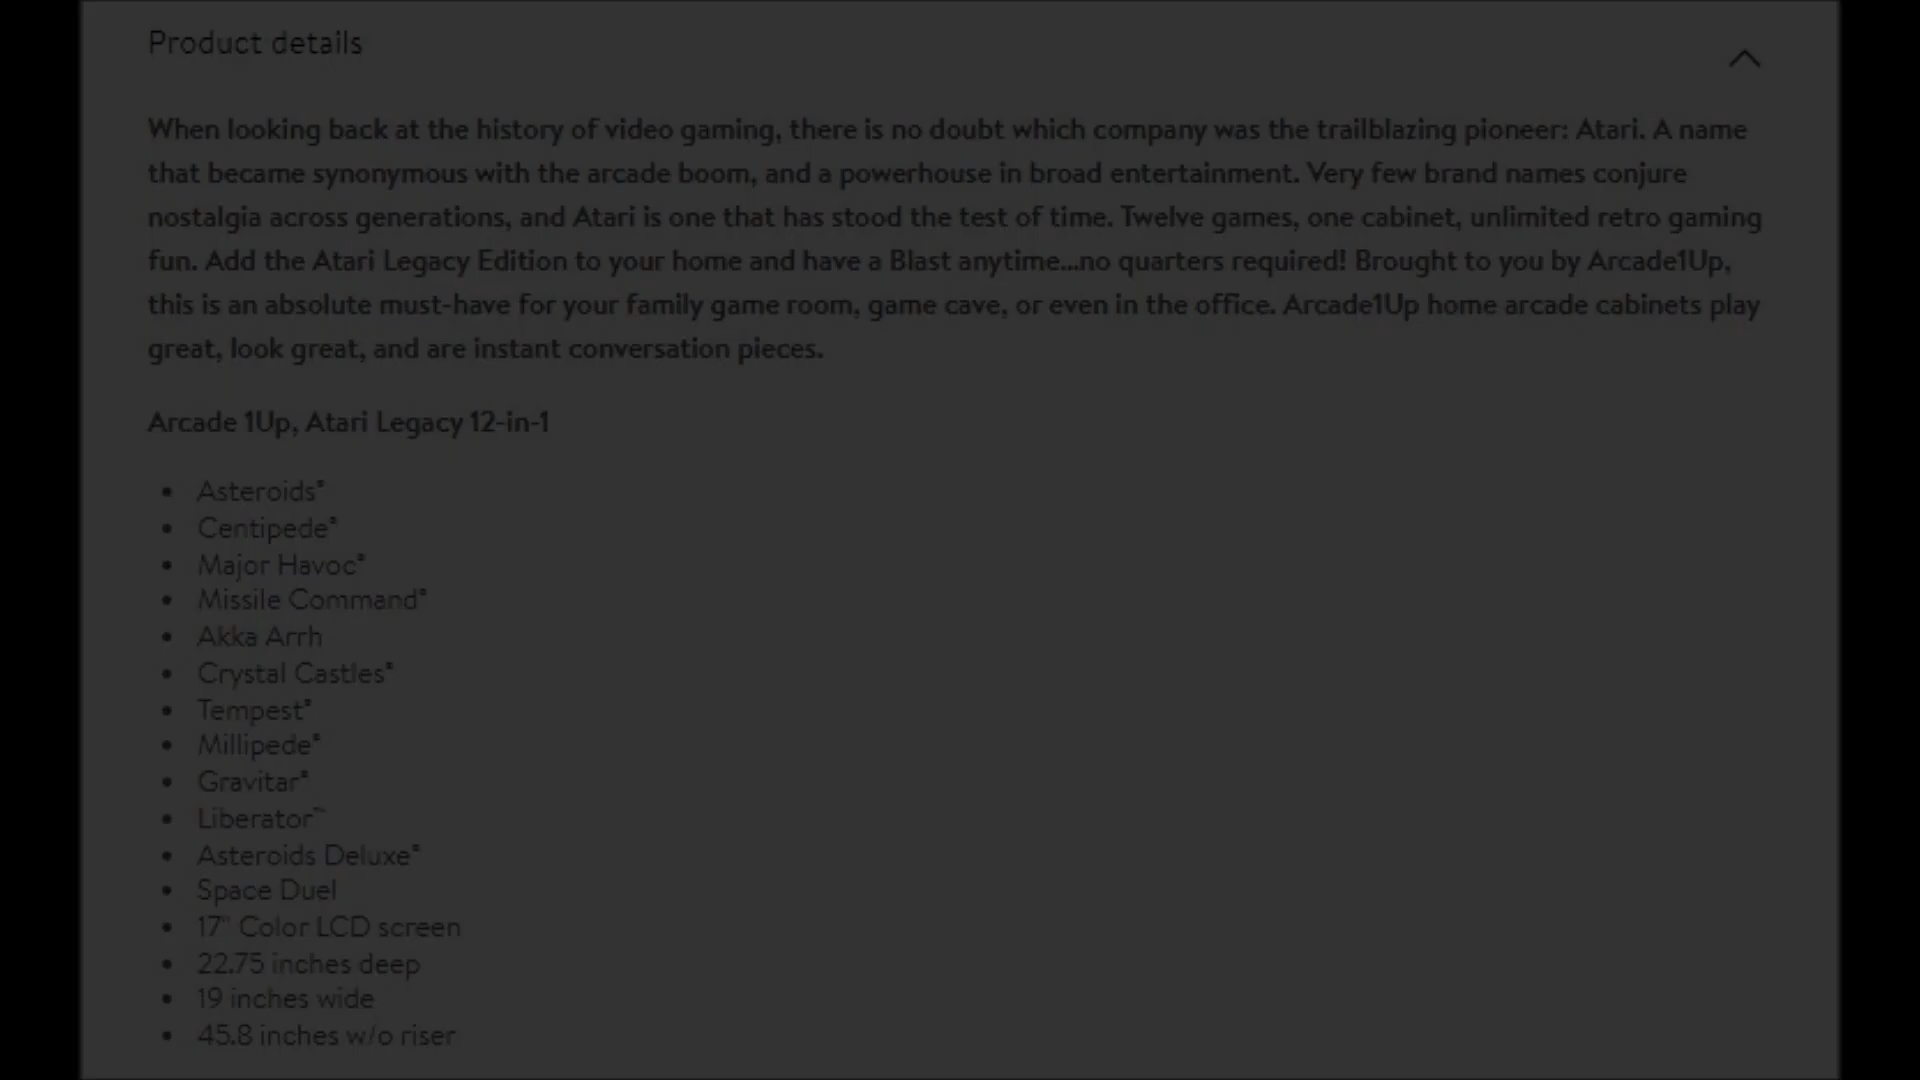 Product details
When looking back at the history of video gaming, there is no doubt which company was the trailblazing pioneer: Atari. A name
that became synonymous with the arcade boom, and a powerhouse in broad entertainment. Very few brand names conjure
nostalgia across generations, and Atari is one that has stood the test of time. Twelve games, one cabinet, unlimited retro gaming
fun. Add the Atari Legacy Edition to your home and have a Blast anytime...no quarters required! Brought to you by Arcade1Up,
this is an absolute must-have for your family game room, game cave, or even in the office. Arcade1Up home arcade cabinets play
great, look great, and are instant conversation pieces.
Arcade 1Up, Atari Legacy 12-in-1
• Asteroids®
• Centipede®
• Major Havoc®
• Missile Command®
• Akka Arrh
• Crystal Castles®
• Tempest®
• Millipede®
• Gravitar®
• Liberator™
• Asteroids Deluxe®
• Space Duel
• 17" Color LCD screen
• 22.75 inches deep
• 19 inches wide
• 45.8 inches w/o riser